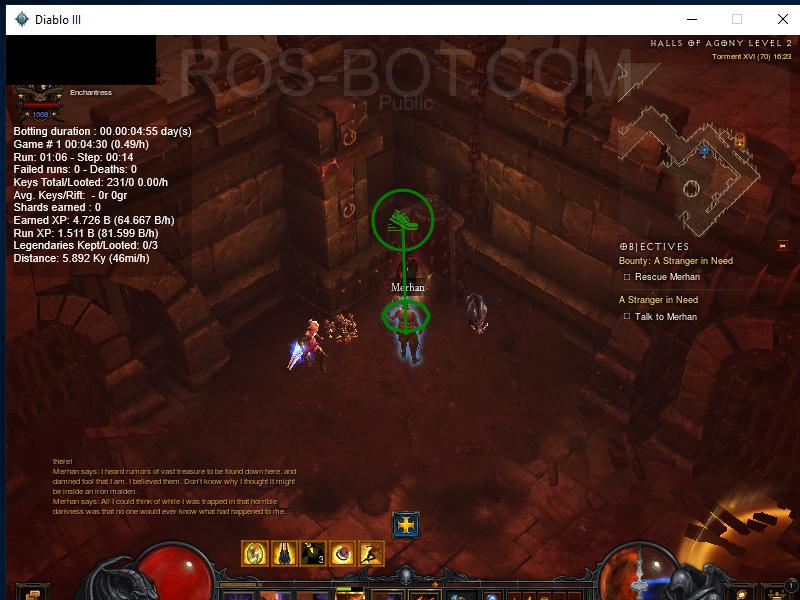 Diablo III
HALLS OF AGONY LEVEL 2
Torment XVI (70) 16:23
ROS-BOT.COM
Public
Enchantress
1668
Botting duration : 00.00:04:55 day(s)
Game # 1 00:04:30 (0.49/h)
Run: 01:06 - Step: 00:14
Failed runs: 0 - Deaths: 0
Keys Total/Looted: 231/0 0.00/h
Avg. Keys/Rift: - 0r 0gr
Shards earned : 0
Earned XP: 4.726 B (64.667 B/h)
Run XP: 1.511 B (81.599 B/h)
Legendaries Kept/Looted: 0/3
Distance: 5.892 Ky (46mi/h)
OBJECTIVES
Bounty: A Stranger in Need
Rescue Merhan
A Stranger in Need
Talk to Merhan
Merhan
there!
Merhan says: I heard rumors of vast treasure to be found down here, and
damned fool that I am, I believed them. Don't know why I thought it might
be inside an iron maiden.
Merhan says: All I could think of while I was trapped in that horrible
darkness was that no one would ever know what had happened to me.
3
1